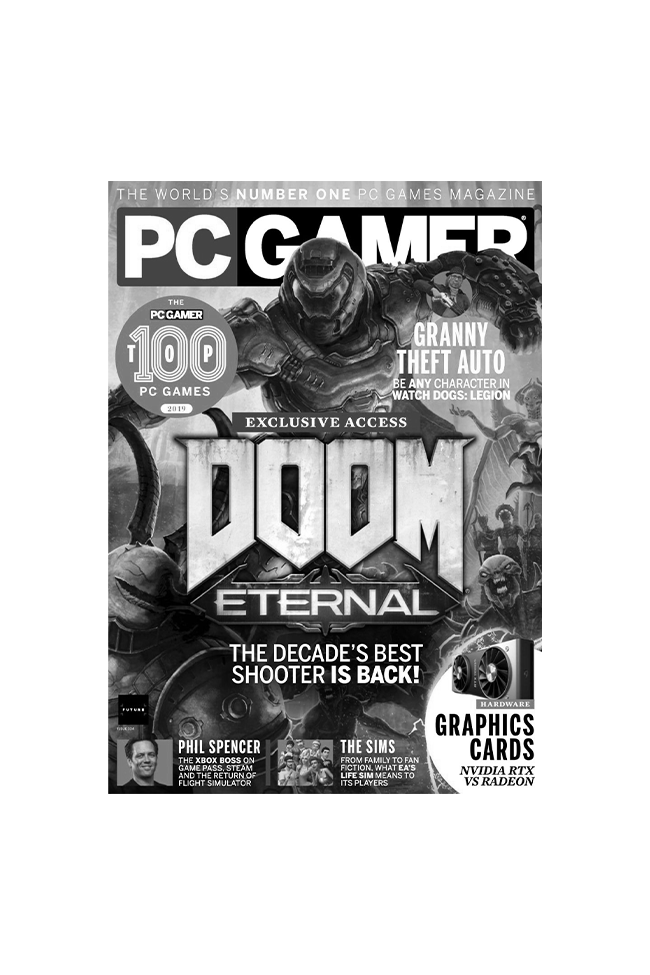 THE WORLD'S NUMBER ONE PC GAMES MAGAZINE
PC GAMER
THE
PC GAMER
TOP 100
PC GAMES
2019
GRANNY
THEFT AUTO
BE ANY CHARACTER IN
WATCH DOGS: LEGION
EXCLUSIVE ACCESS
DOOM
ETERNAL
THE DECADE'S BEST
SHOOTER IS BACK!
FUTURE
HARDWARE
GRAPHICS
CARDS
NVIDIA RTX
VS RADEON
PHIL SPENCER
THE XBOX BOSS ON
GAME PASS, STEAM
AND THE RETURN OF
FLIGHT SIMULATOR
THE SIMS
FROM FAMILY TO FAN
FICTION, WHAT EA'S
LIFE SIM MEANS TO
ITS PLAYERS